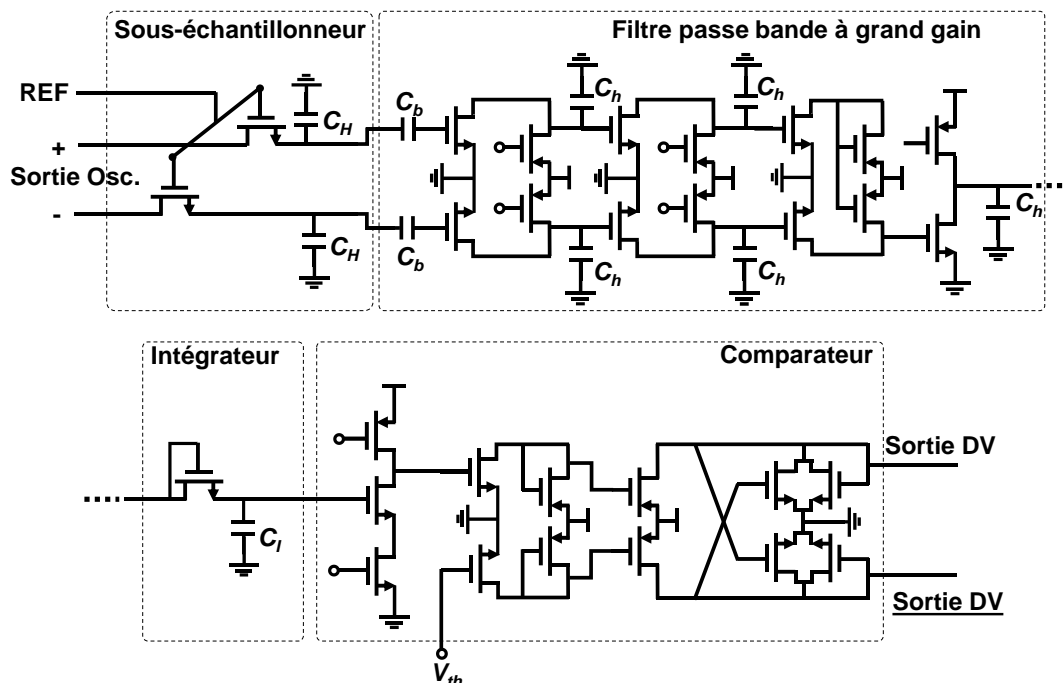 Sous-échantillonneur
Filtre passe bande à grand gain
REF
+
Sortie Osc.
-
C_H
C_H
C_b
C_b
C_h
C_h
C_h
C_h
C_h
Intégrateur
Comparateur
C_I
V_th
Sortie DV
Sortie DV